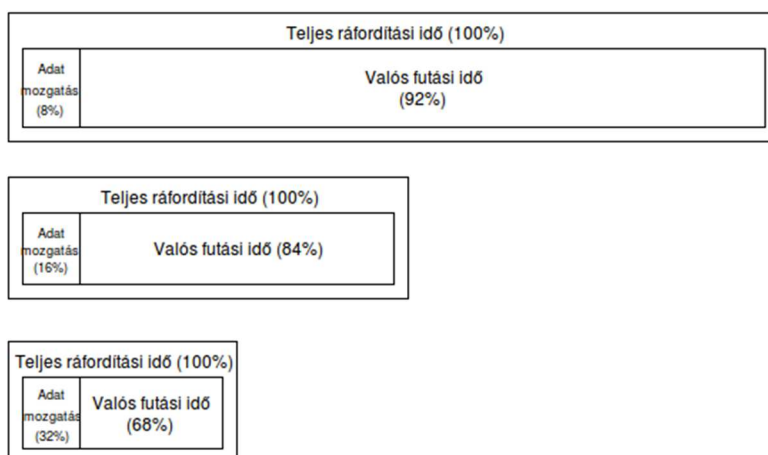 Teljes ráfordítási idő (100%)
Adat
mozgatás
(8%)
Valós futási idő
(92%)
Teljes ráfordítási idő (100%)
Adat
mozgatás
(16%)
Valós futási idő (84%)
Teljes ráfordítási idő (100%)
Adat
mozgatás
(32%)
Valós futási idő
(68%)